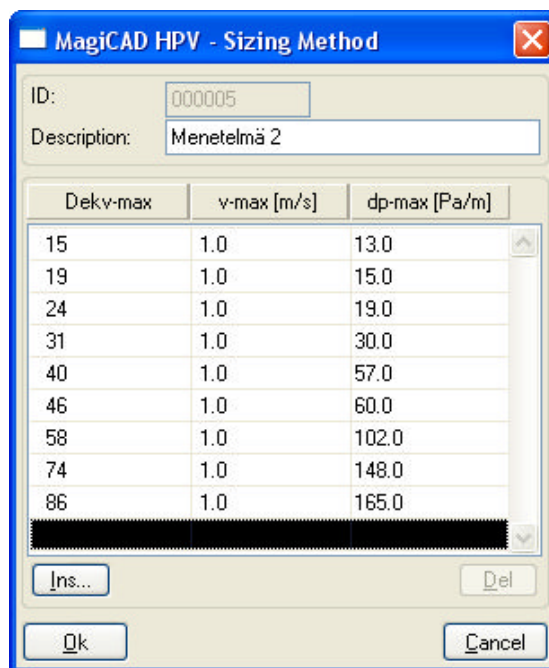 MagiCAD HPV - Sizing Method
ID: 000005
Description: Menetelmä 2
Dekv-max v-max [m/s] dp-max [Pa/m]
15 1.0 13.0
19 1.0 15.0
24 1.0 19.0
31 1.0 30.0
40 1.0 57.0
46 1.0 60.0
58 1.0 102.0
74 1.0 148.0
86 1.0 165.0
Ins... Del
Ok Cancel